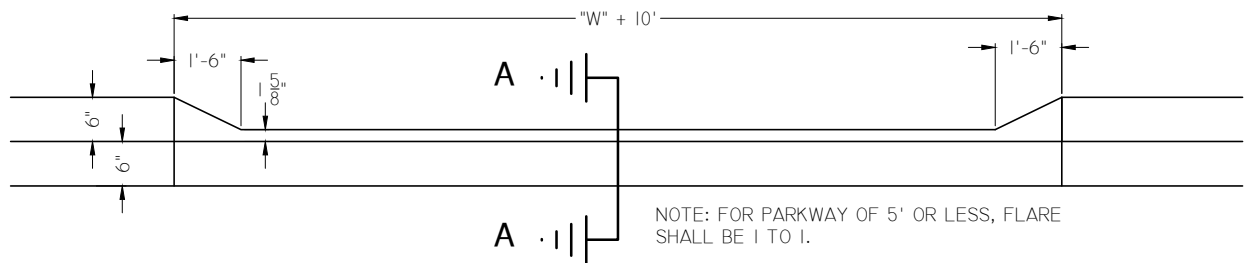 "W" + 10'
1'-6"
1'-6"
A
1 5/8"
6"
6"
NOTE: FOR PARKWAY OF 5' OR LESS, FLARE
SHALL BE 1 TO 1.
A